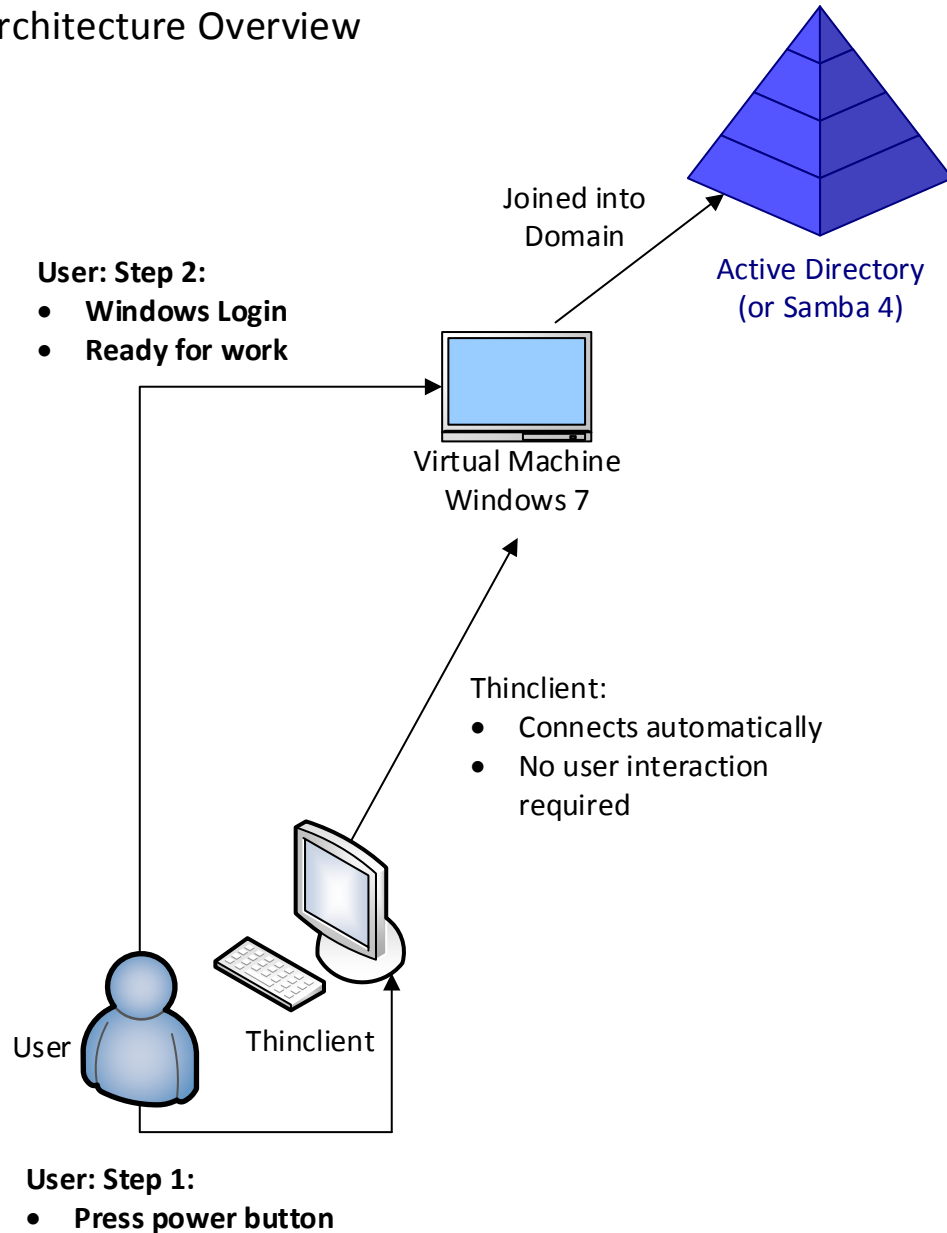 rchitecture Overview
Joined into
Domain
Active Directory
(or Samba 4)
User: Step 2:
• Windows Login
• Ready for work
Virtual Machine
Windows 7
Thinclient:
• Connects automatically
• No user interaction
required
User
Thinclient
User: Step 1:
• Press power button